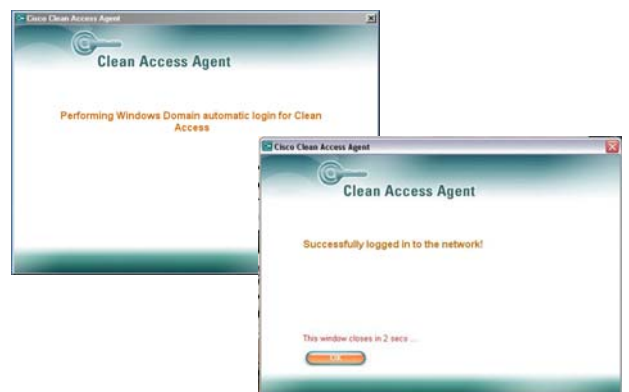 Cisco Clean Access Agent
Clean Access Agent
Performing Windows Domain automatic login for Clean
Access
Cisco Clean Access Agent
Clean Access Agent
Successfully logged in to the network!
This window closes in 2 secs ...
OK